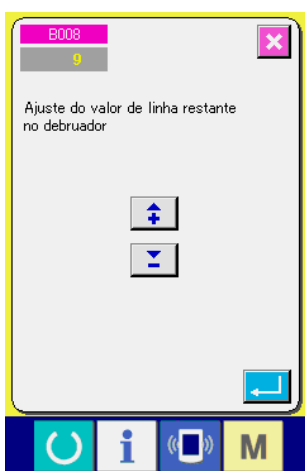 B008
9
Ajuste do valor de linha restante
no debruador
i
M